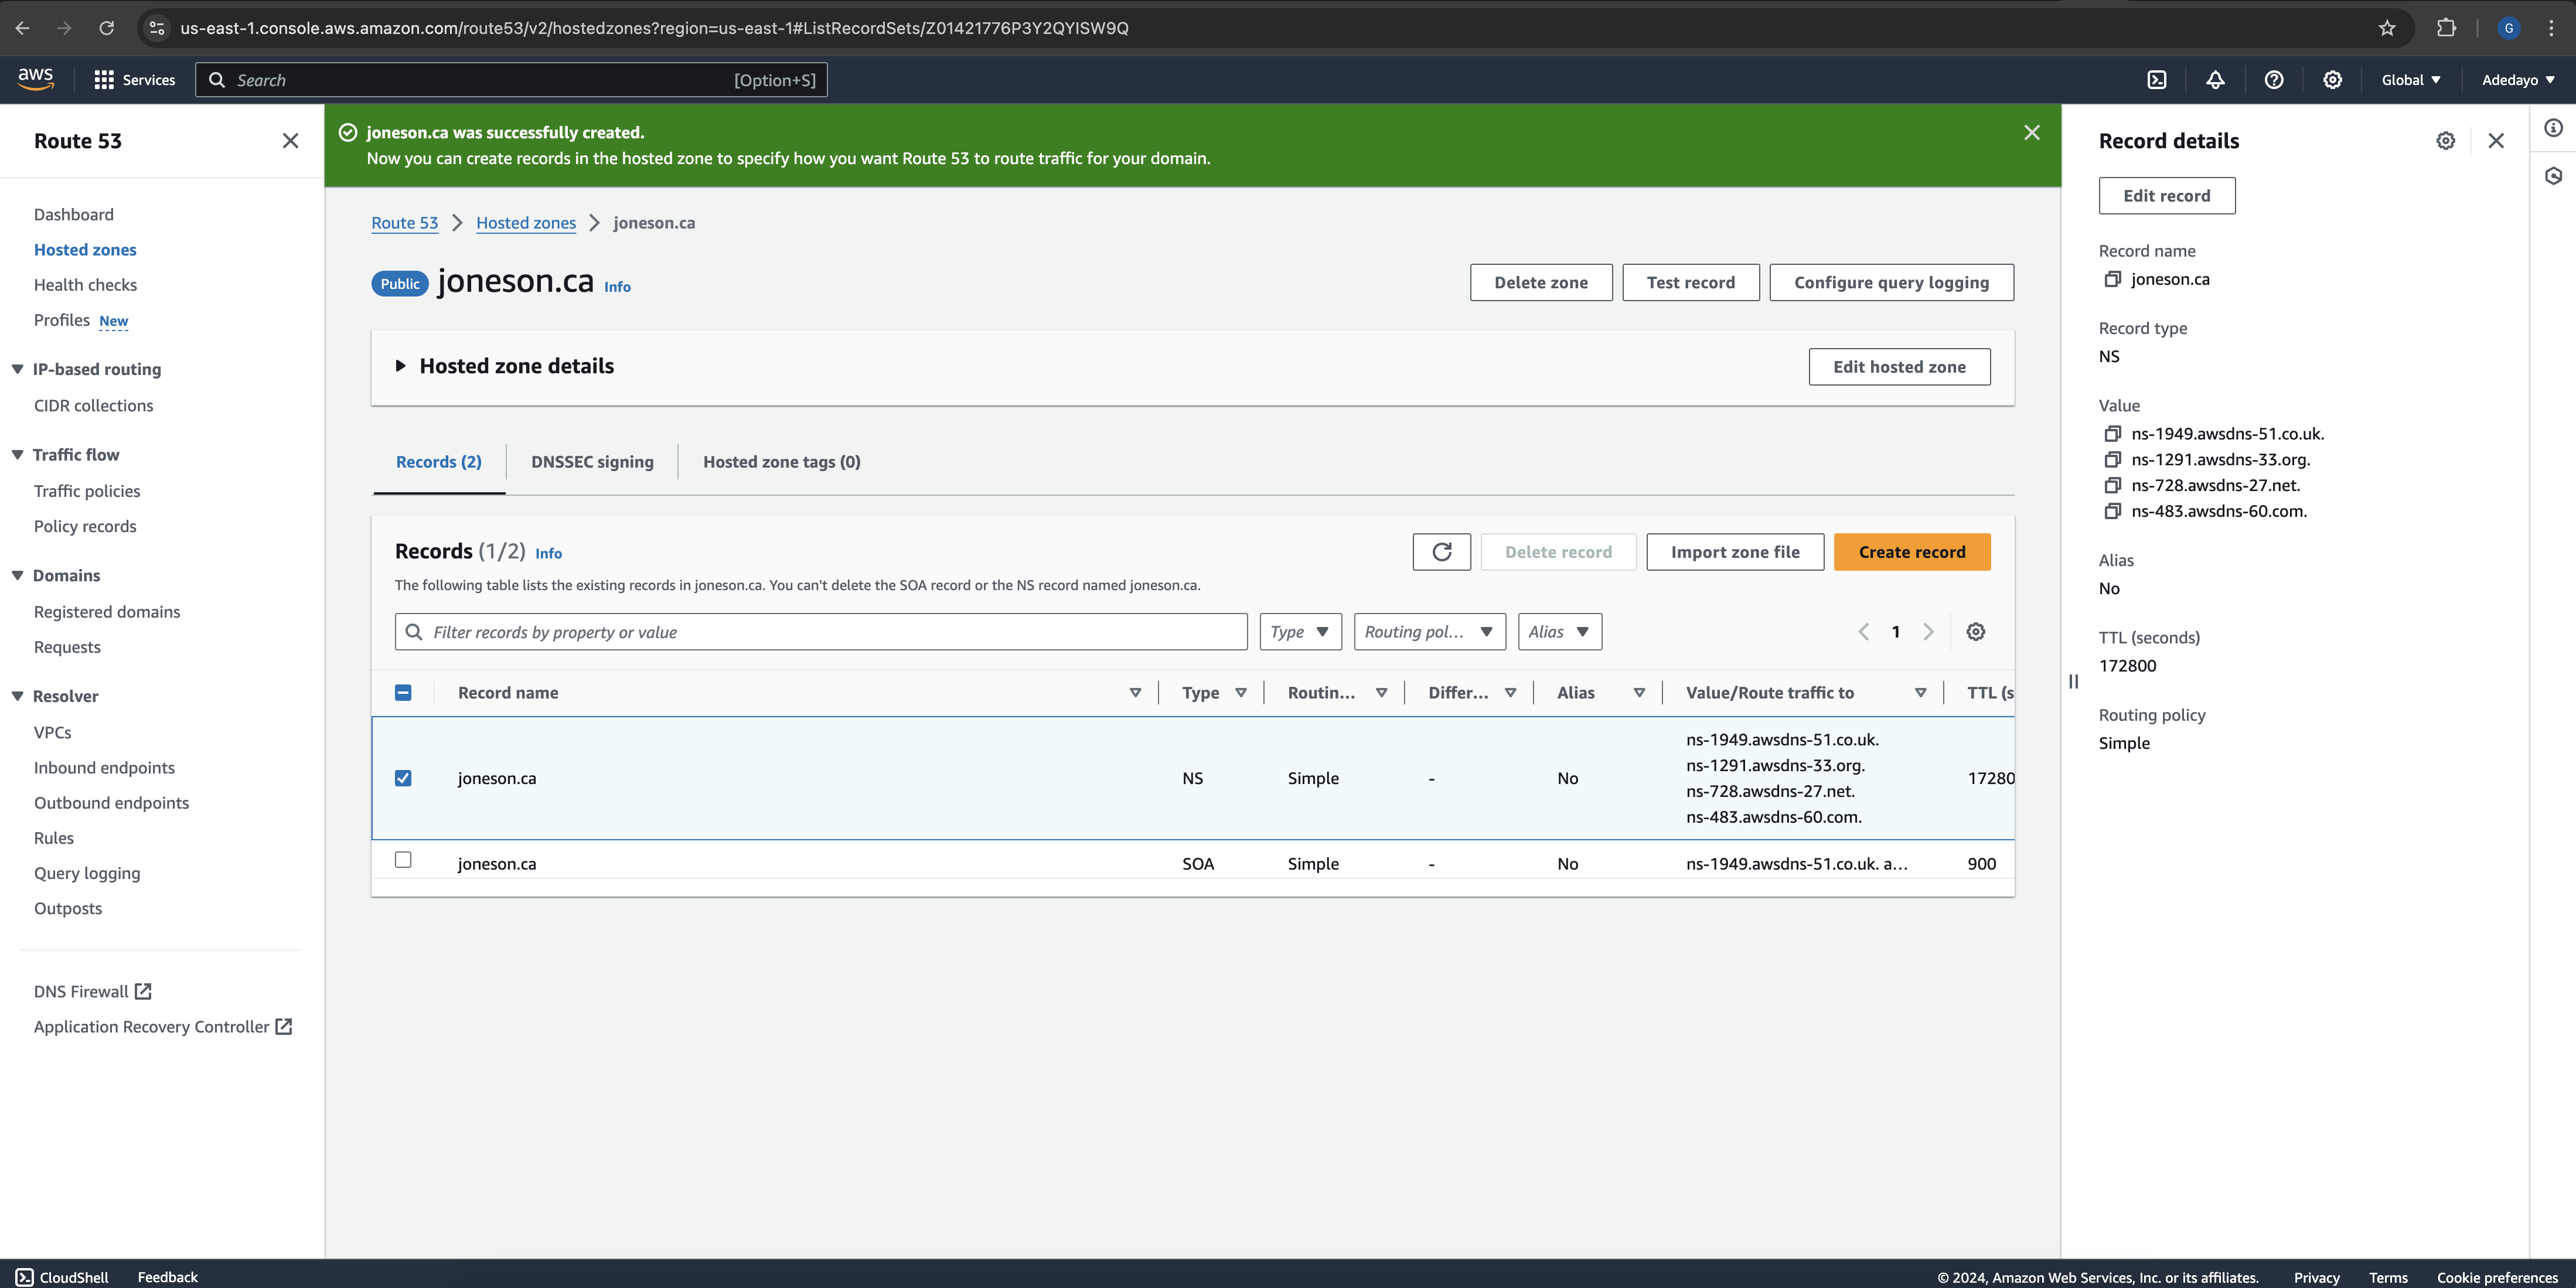 us-east-1.console.aws.amazon.com/route53/v2/hostedzones?region=us-east-1#ListRecordSets/Z01421776P3Y2QYISW9Q
G
aws
Services
Search
[Option+S]
Global
Adedayo
Route 53
Dashboard
Hosted zones
Health checks
Profiles New
IP-based routing
CIDR collections
Traffic flow
Traffic policies
Policy records
Domains
Registered domains
Requests
Resolver
VPCs
Inbound endpoints
Outbound endpoints
Rules
Query logging
Outposts
DNS Firewall
Application Recovery Controller
joneson.ca was successfully created.
Now you can create records in the hosted zone to specify how you want Route 53 to route traffic for your domain.
Route 53 Hosted zones joneson.ca
Public joneson.ca Info
Delete zone
Test record
Configure query logging
Hosted zone details
Edit hosted zone
Records (2)
DNSSEC signing
Hosted zone tags (0)
Records (1/2) Info
Delete record
Import zone file
Create record
The following table lists the existing records in joneson.ca. You can't delete the SOA record or the NS record named joneson.ca.
Filter records by property or value
Type
Routing pol...
Alias
1
Record name Type Routin... Differ... Alias Value/Route traffic to TTL (s
joneson.ca NS Simple - No
ns-1949.awsdns-51.co.uk.
ns-1291.awsdns-33.org.
ns-728.awsdns-27.net.
ns-483.awsdns-60.com.
17280
joneson.ca SOA Simple - No ns-1949.awsdns-51.co.uk. a... 900
Record details
Edit record
Record name
joneson.ca
Record type
NS
Value
ns-1949.awsdns-51.co.uk.
ns-1291.awsdns-33.org.
ns-728.awsdns-27.net.
ns-483.awsdns-60.com.
Alias
No
TTL (seconds)
172800
Routing policy
Simple
CloudShell
Feedback
© 2024, Amazon Web Services, Inc. or its affiliates.
Privacy
Terms
Cookie preferences